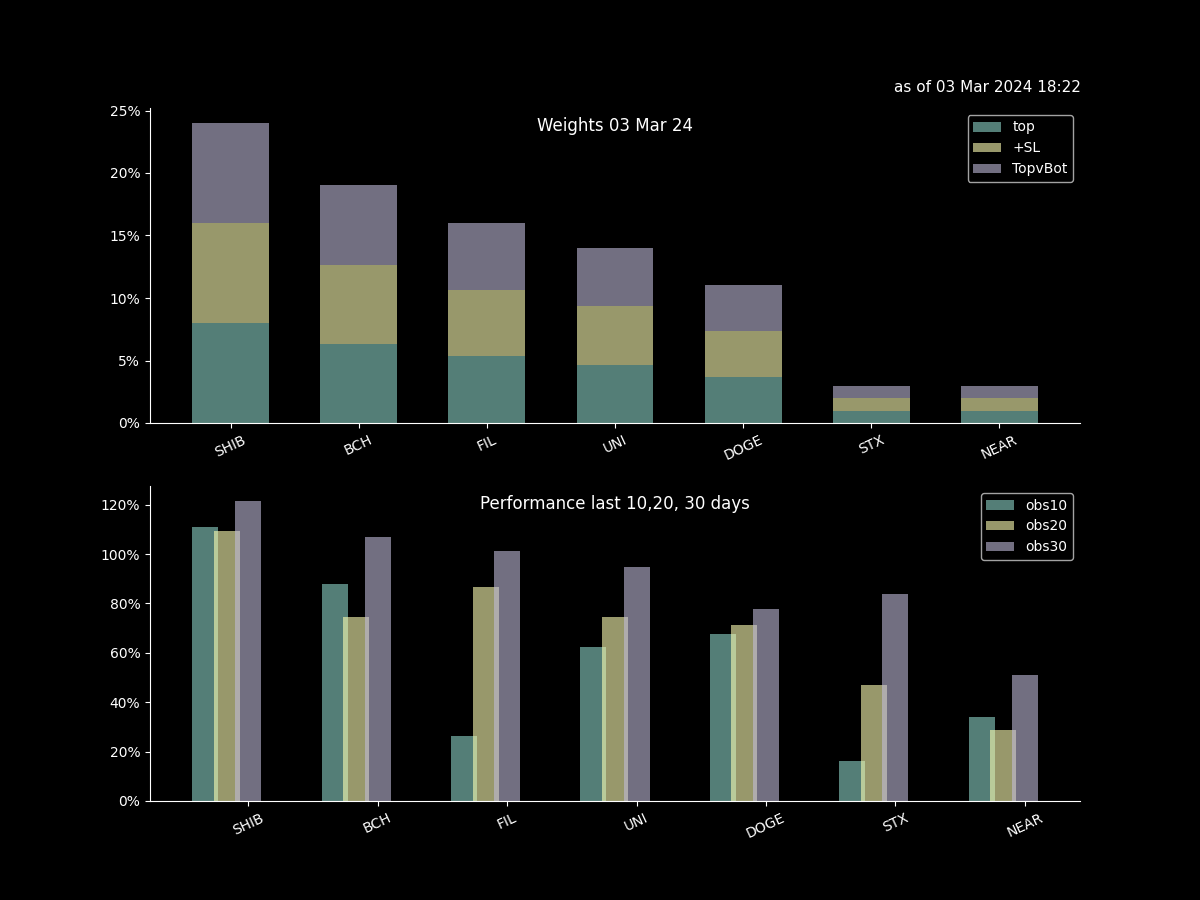 as of 03 Mar 2024 18:22
Weights 03 Mar 24
25%
20%
15%
10%
5%
0%
top
+SL
TopvBot
SHIB
BCH
FIL
UNI
DOGE
STX
NEAR
Performance last 10,20, 30 days
120%
100%
80%
60%
40%
20%
0%
obs10
obs20
obs30
SHIB
BCH
FIL
UNI
DOGE
STX
NEAR